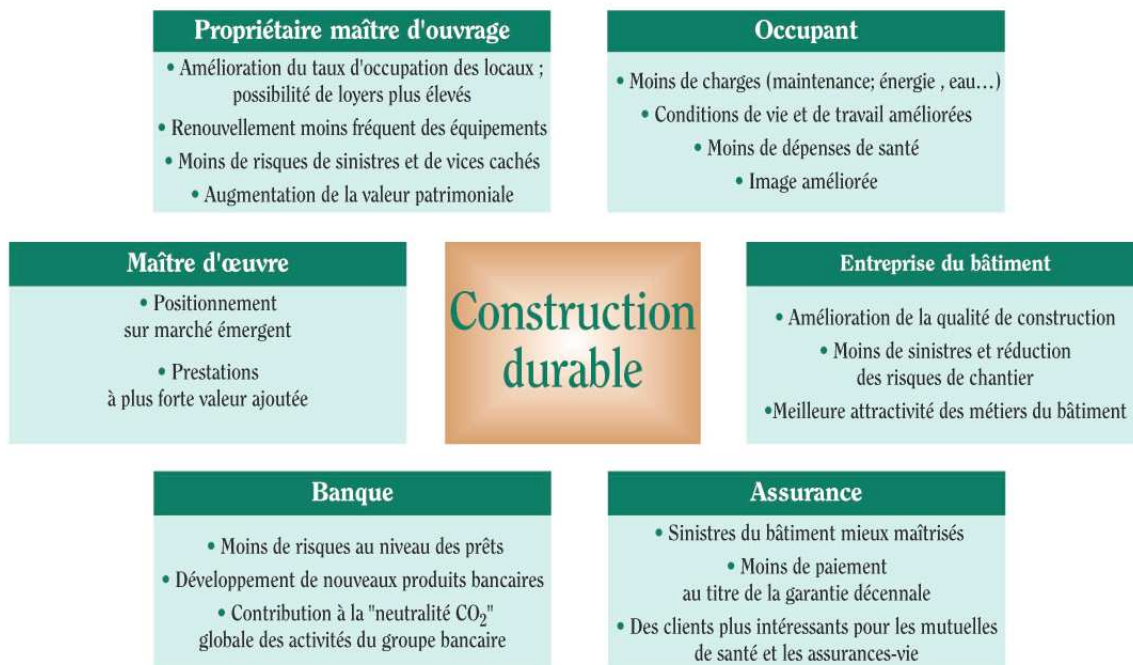 Propriétaire maître d'ouvrage
• Amélioration du taux d'occupation des locaux ;
possibilité de loyers plus élevés
• Renouvellement moins fréquent des équipements
• Moins de risques de sinistres et de vices cachés
• Augmentation de la valeur patrimoniale
Occupant
• Moins de charges (maintenance; énergie , eau...)
• Conditions de vie et de travail améliorées
• Moins de dépenses de santé
• Image améliorée
Maître d'œuvre
• Positionnement
sur marché émergent
• Prestations
à plus forte valeur ajoutée
Construction
durable
Entreprise du bâtiment
• Amélioration de la qualité de construction
• Moins de sinistres et réduction
des risques de chantier
•Meilleure attractivité des métiers du bâtiment
Banque
• Moins de risques au niveau des prêts
• Développement de nouveaux produits bancaires
• Contribution à la "neutralité CO₂"
globale des activités du groupe bancaire
Assurance
• Sinistres du bâtiment mieux maîtrisés
• Moins de paiement
au titre de la garantie décennale
• Des clients plus intéressants pour les mutuelles
de santé et les assurances-vie